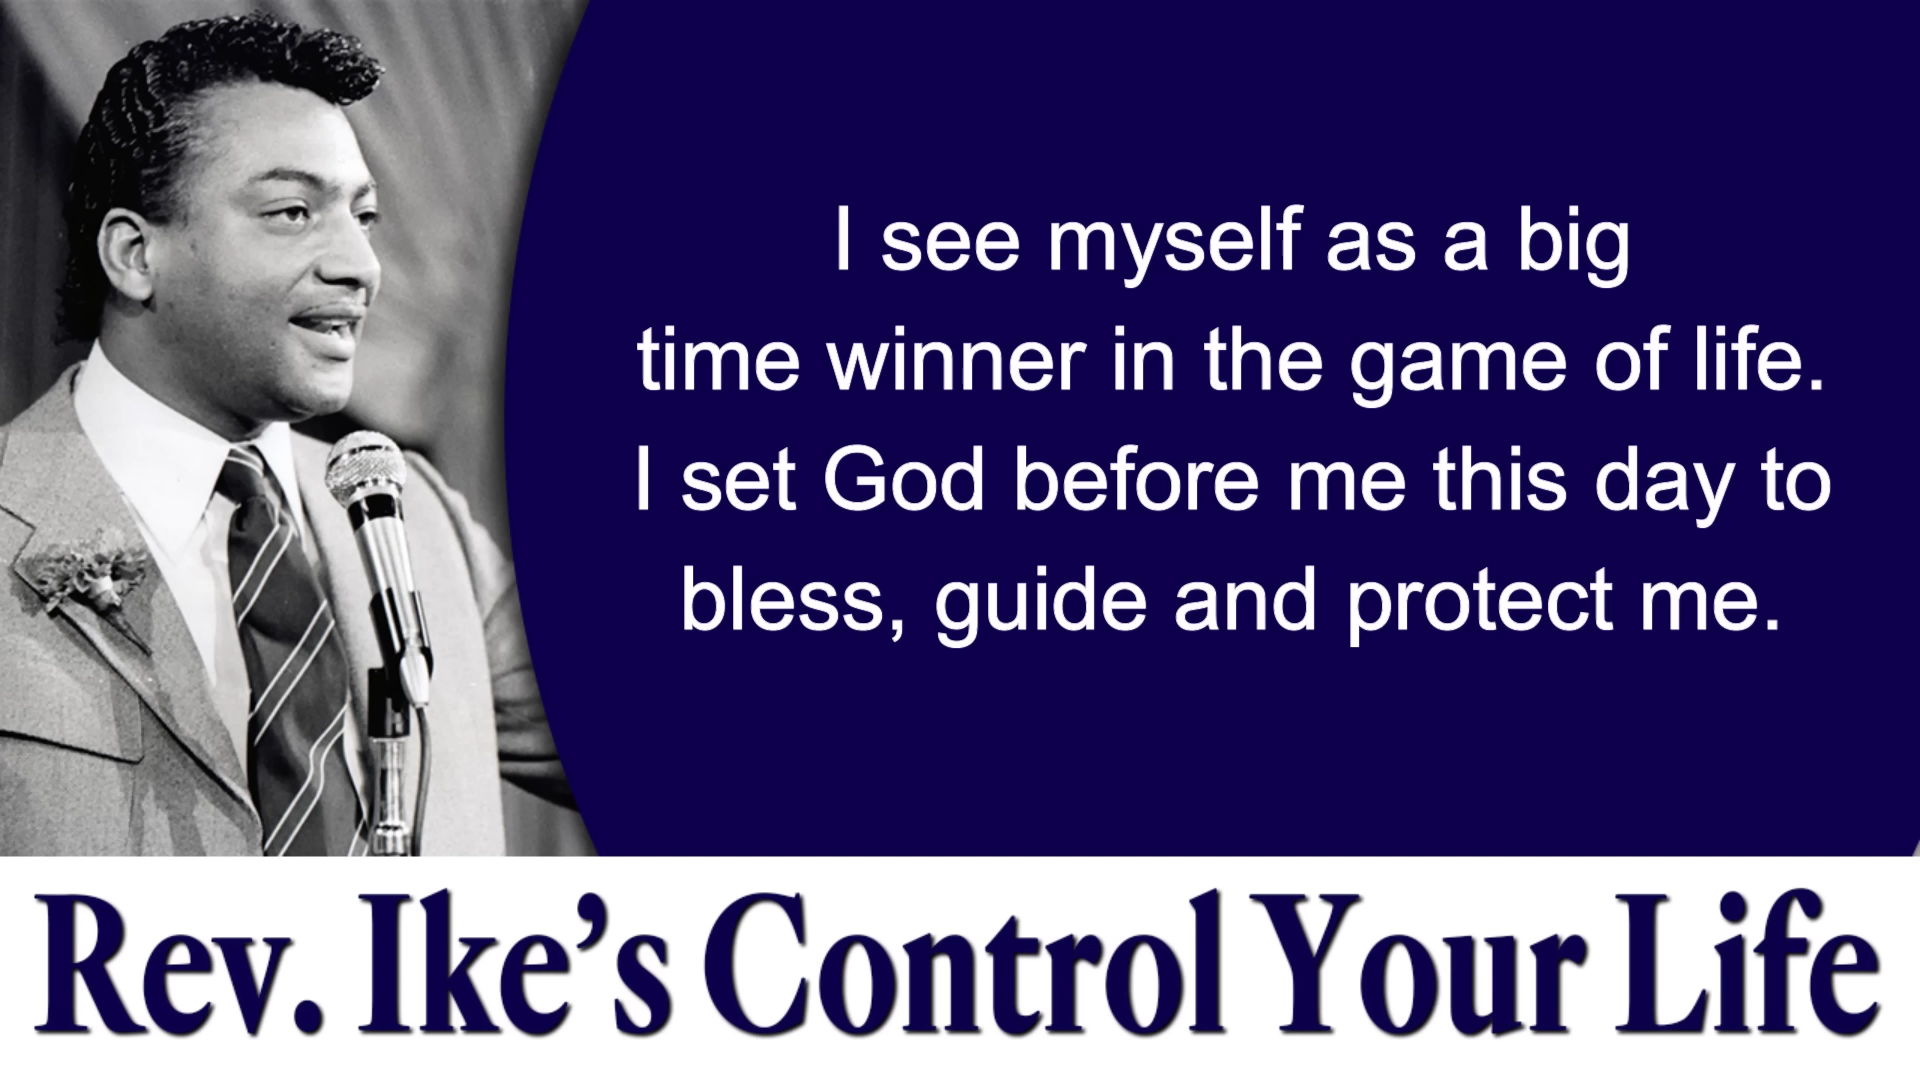 I see myself as a big
time winner in the game of life.
I set God before me this day to
bless, guide and protect me.
Rev. Ike’s Control Your Life